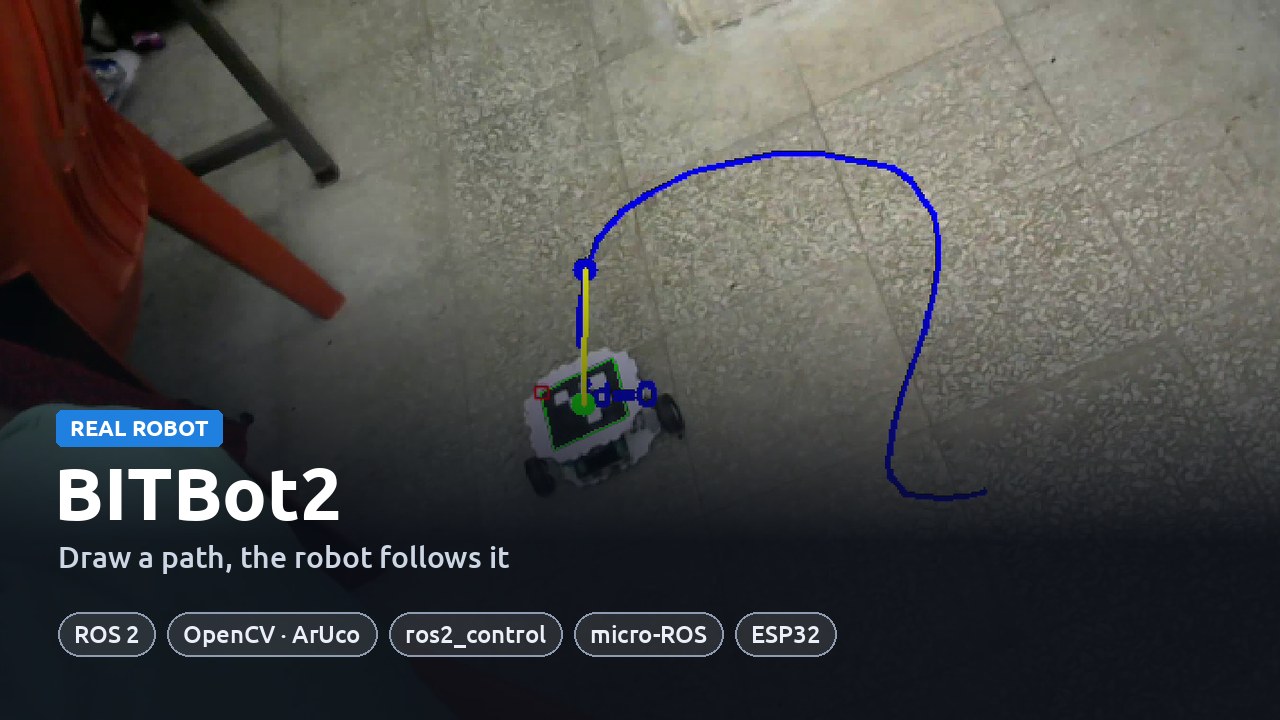 REAL ROBOT
BITBot2
Draw a path, the robot follows it
ROS 2
OpenCV · ArUco
ros2_control
micro-ROS
ESP32